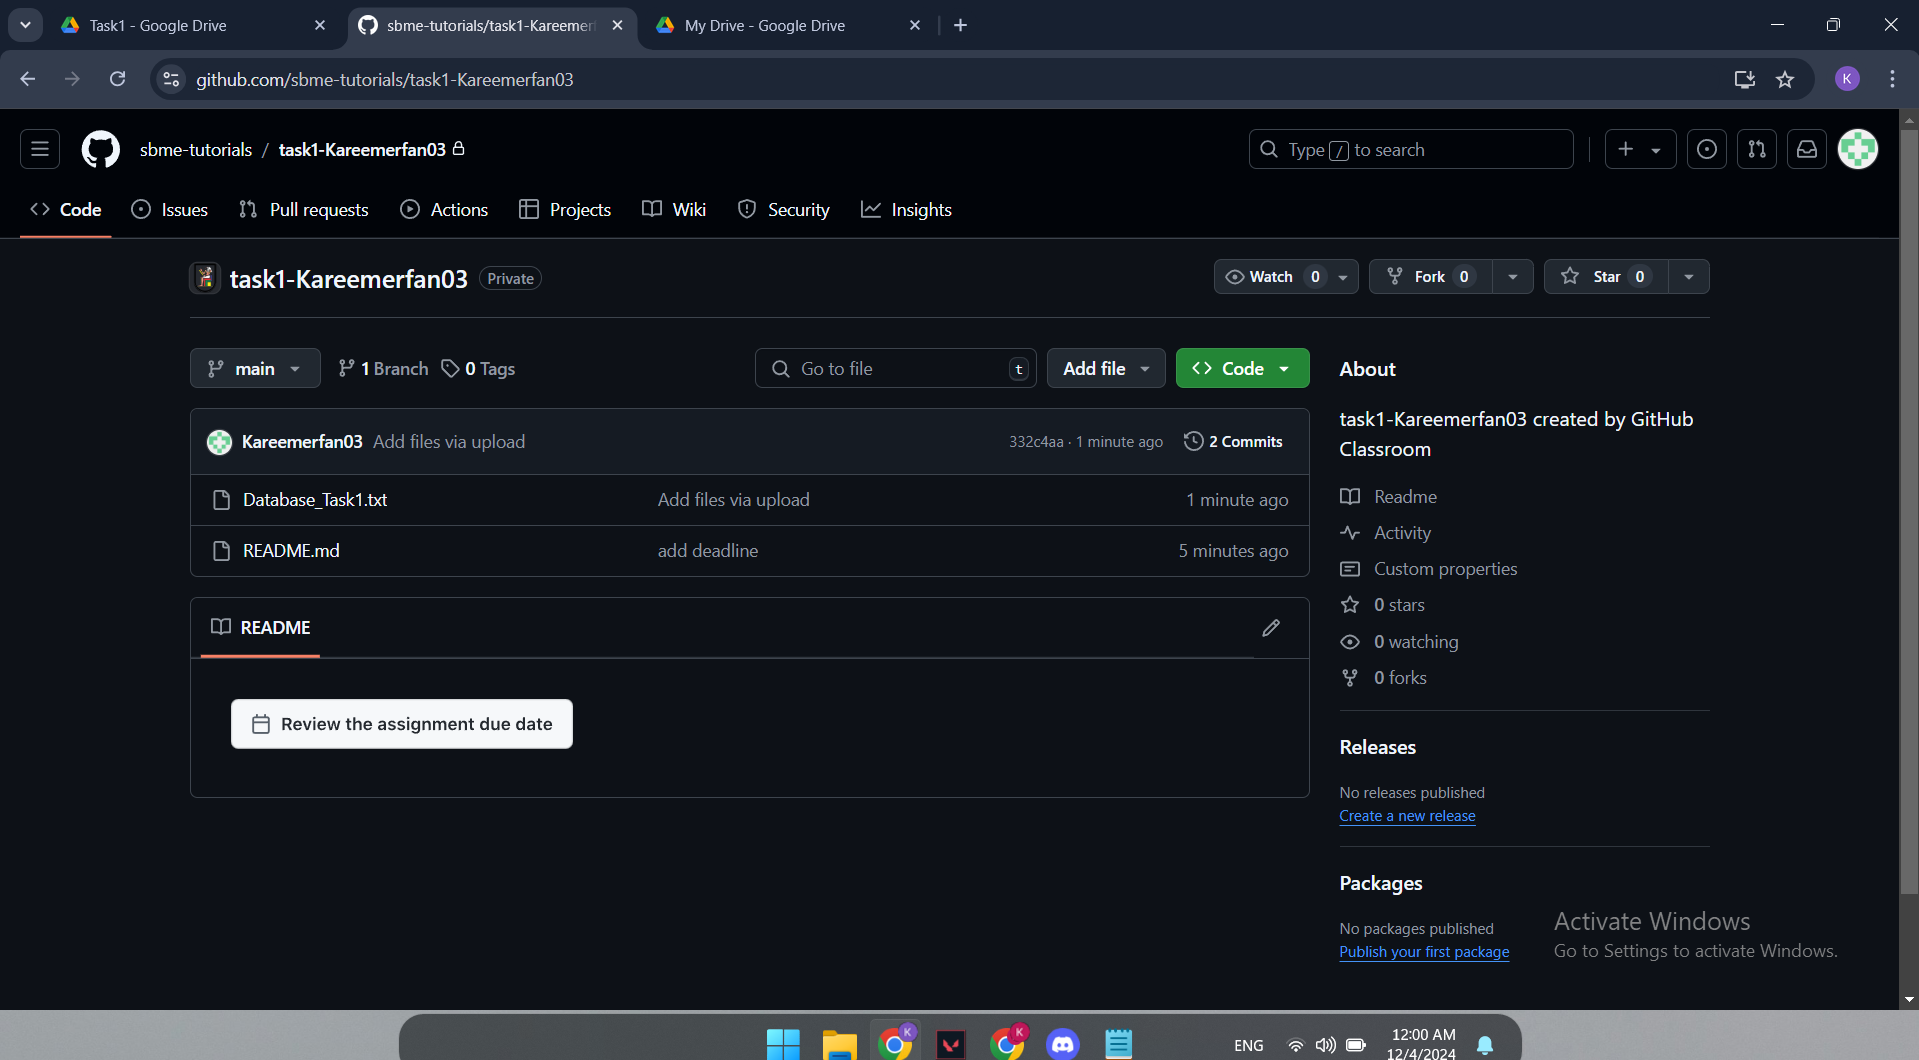 Task1 - Google Drive
sbme-tutorials/task1-Kareemer
My Drive - Google Drive
github.com/sbme-tutorials/task1-Kareemerfan03
K
sbme-tutorials / task1-Kareemerfan03
Type / to search
Code
Issues
Pull requests
Actions
Projects
Wiki
Security
Insights
task1-Kareemerfan03 Private
Watch 0
Fork 0
Star 0
main
1 Branch
0 Tags
Go to file t
Add file
<> Code
Kareemerfan03 Add files via upload
332c4aa · 1 minute ago
2 Commits
Database_Task1.txt Add files via upload 1 minute ago
README.md add deadline 5 minutes ago
README
Review the assignment due date
About
task1-Kareemerfan03 created by GitHub
Classroom
Readme
Activity
Custom properties
0 stars
0 watching
0 forks
Releases
No releases published
Create a new release
Packages
No packages published
Publish your first package
Activate Windows
Go to Settings to activate Windows.
K
K
ENG
12:00 AM
12/4/2024